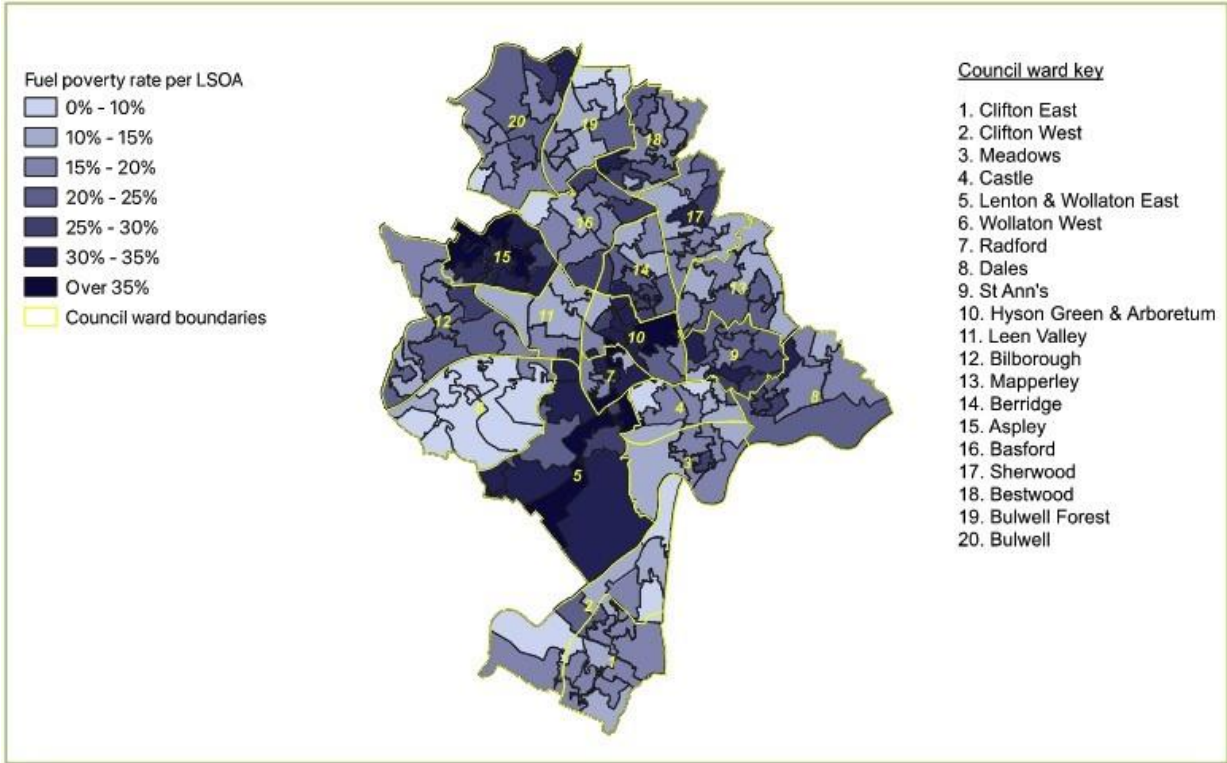 Fuel poverty rate per LSOA
0% - 10%
10% - 15%
15% - 20%
20% - 25%
25% - 30%
30% - 35%
Over 35%
Council ward boundaries
Council ward key
1. Clifton East
2. Clifton West
3. Meadows
4. Castle
5. Lenton & Wollaton East
6. Wollaton West
7. Radford
8. Dales
9. St Ann's
10. Hyson Green & Arboretum
11. Leen Valley
12. Bilborough
13. Mapperley
14. Berridge
15. Aspley
16. Basford
17. Sherwood
18. Bestwood
19. Bulwell Forest
20. Bulwell
20
19
18
16
17
15
14
13
12
11
10
9
7
8
4
3
5
2
1